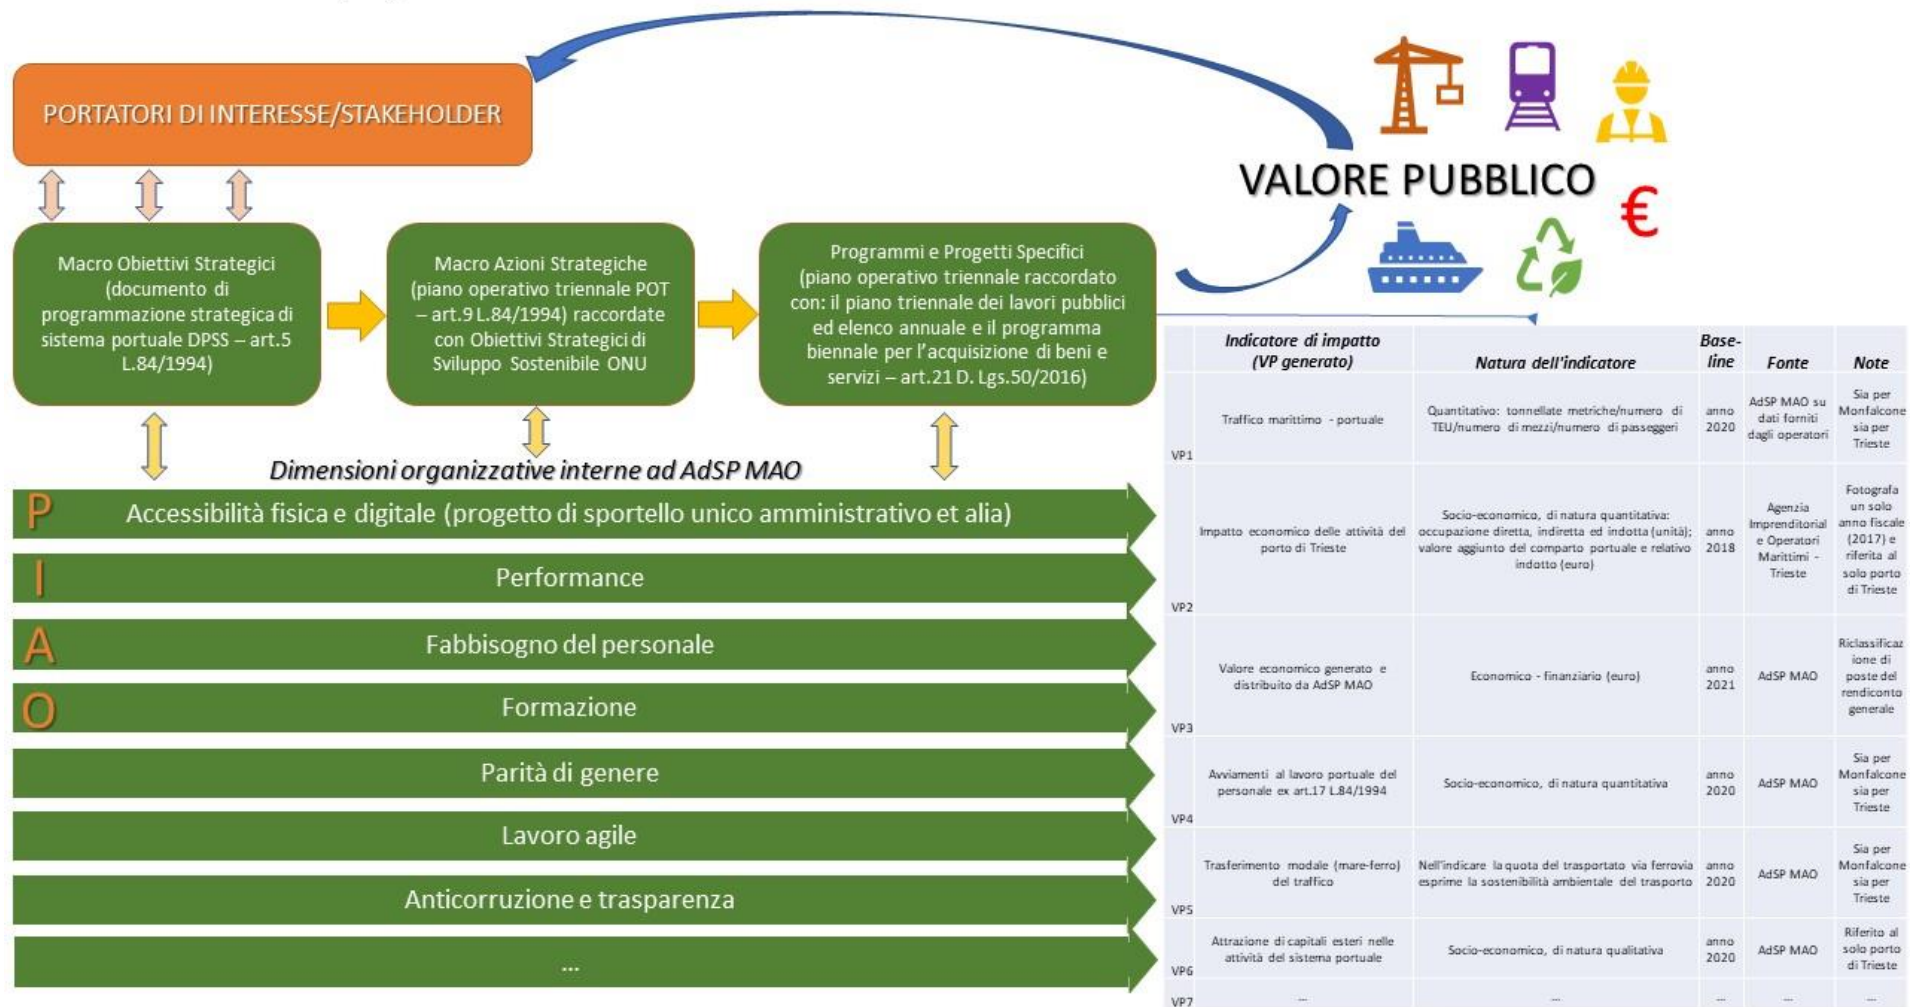 PORTATORI DI INTERESSE/STAKEHOLDER
VALORE PUBBLICO
€
Macro Obiettivi Strategici
(documento di
programmazione strategica di
sistema portuale DPSS – art.5
L.84/1994)
Macro Azioni Strategiche
(piano operativo triennale POT
– art.9 L.84/1994) raccordate
con Obiettivi Strategici di
Sviluppo Sostenibile ONU
Programmi e Progetti Specifici
(piano operativo triennale raccordato
con: il piano triennale dei lavori pubblici
ed elenco annuale e il programma
biennale per l'acquisizione di beni e
servizi – art.21 D. Lgs.50/2016)
Dimensioni organizzative interne ad AdSP MAO
P
Accessibilità fisica e digitale (progetto di sportello unico amministrativo et alia)
I
Performance
A
Fabbisogno del personale
O
Formazione
Parità di genere
Lavoro agile
Anticorruzione e trasparenza
...
Indicatore di impatto
(VP generato)
Natura dell'indicatore
Base-
line
Fonte
Note
VP1
Traffico marittimo - portuale
Quantitativo: tonnellate metriche/numero di
TEU/numero di mezzi/numero di passeggeri
anno
2020
AdSP MAO su
dati forniti
dagli operatori
Sia per
Monfalcone
sia per
Trieste
VP2
Impatto economico delle attività del
porto di Trieste
Socio-economico, di natura quantitativa:
occupazione diretta, indiretta ed indotta (unità);
valore aggiunto del comparto portuale e relativo
indotto (euro)
anno
2018
Agenzia
Imprenditorial
e Operatori
Marittimi -
Trieste
Fotografa
un solo
anno fiscale
(2017) e
riferita al
solo porto
di Trieste
VP3
Valore economico generato e
distribuito da AdSP MAO
Economico - finanziario (euro)
anno
2021
AdSP MAO
Riclassificaz
ione di
poste del
rendiconto
generale
VP4
Avviamenti al lavoro portuale del
personale ex art.17 L.84/1994
Socio-economico, di natura quantitativa
anno
2020
AdSP MAO
Sia per
Monfalcone
sia per
Trieste
VP5
Trasferimento modale (mare-ferro)
del traffico
Nell'indicare la quota del trasportato via ferrovia
esprime la sostenibilità ambientale del trasporto
anno
2020
AdSP MAO
Sia per
Monfalcone
sia per
Trieste
VP6
Attrazione di capitali esteri nelle
attività del sistema portuale
Socio-economico, di natura qualitativa
anno
2020
AdSP MAO
Riferito al
solo porto
di Trieste
VP7
...
...
...
...
...